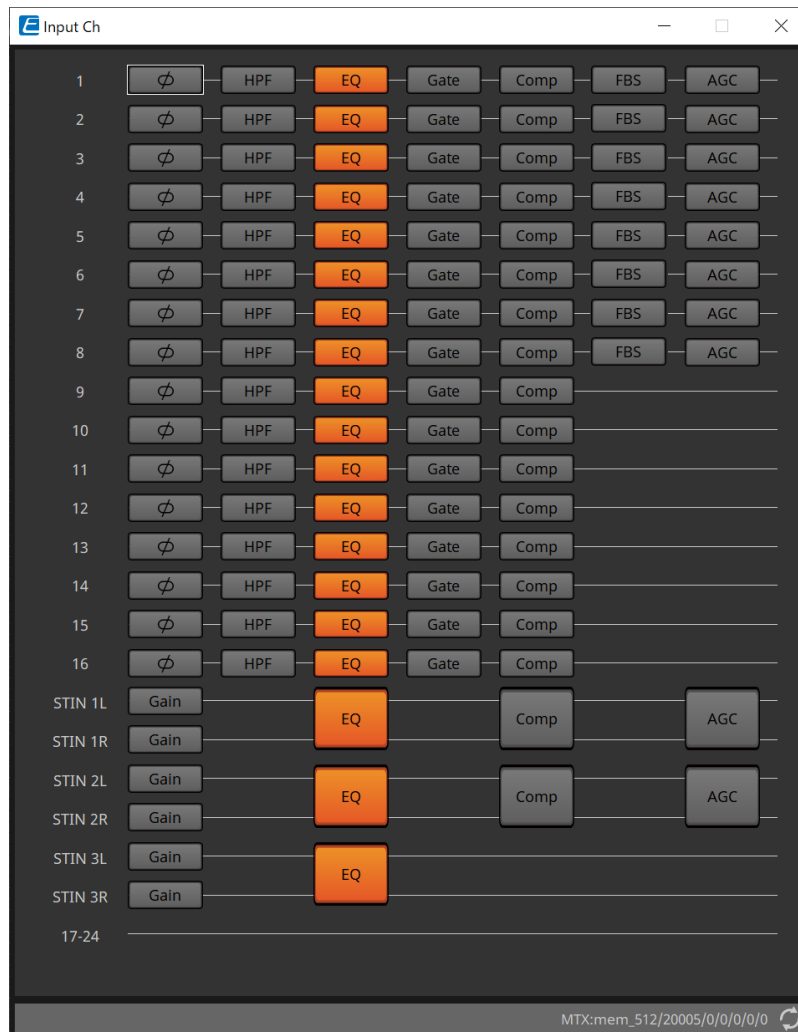 Input Ch
1 ⌀ HPF EQ Gate Comp FBS AGC
2 ⌀ HPF EQ Gate Comp FBS AGC
3 ⌀ HPF EQ Gate Comp FBS AGC
4 ⌀ HPF EQ Gate Comp FBS AGC
5 ⌀ HPF EQ Gate Comp FBS AGC
6 ⌀ HPF EQ Gate Comp FBS AGC
7 ⌀ HPF EQ Gate Comp FBS AGC
8 ⌀ HPF EQ Gate Comp FBS AGC
9 ⌀ HPF EQ Gate Comp
10 ⌀ HPF EQ Gate Comp
11 ⌀ HPF EQ Gate Comp
12 ⌀ HPF EQ Gate Comp
13 ⌀ HPF EQ Gate Comp
14 ⌀ HPF EQ Gate Comp
15 ⌀ HPF EQ Gate Comp
16 ⌀ HPF EQ Gate Comp
STIN 1L Gain
EQ Comp AGC
STIN 1R Gain
STIN 2L Gain
EQ Comp AGC
STIN 2R Gain
STIN 3L Gain
EQ
STIN 3R Gain
17-24
MTX:mem_512/20005/0/0/0/0/0